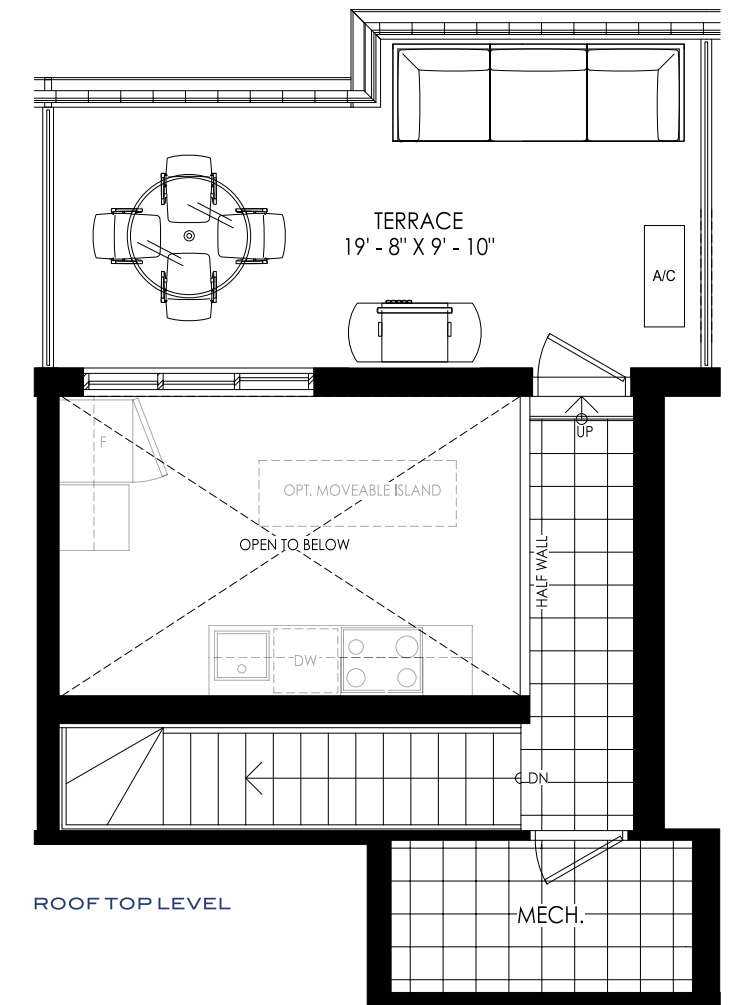 TERRACE
19' - 8" X 9' - 10"
A/C
UP
F
OPT. MOVEABLE ISLAND
OPEN TO BELOW
HALF WALL
DW
DN
ROOF TOP LEVEL
MECH.